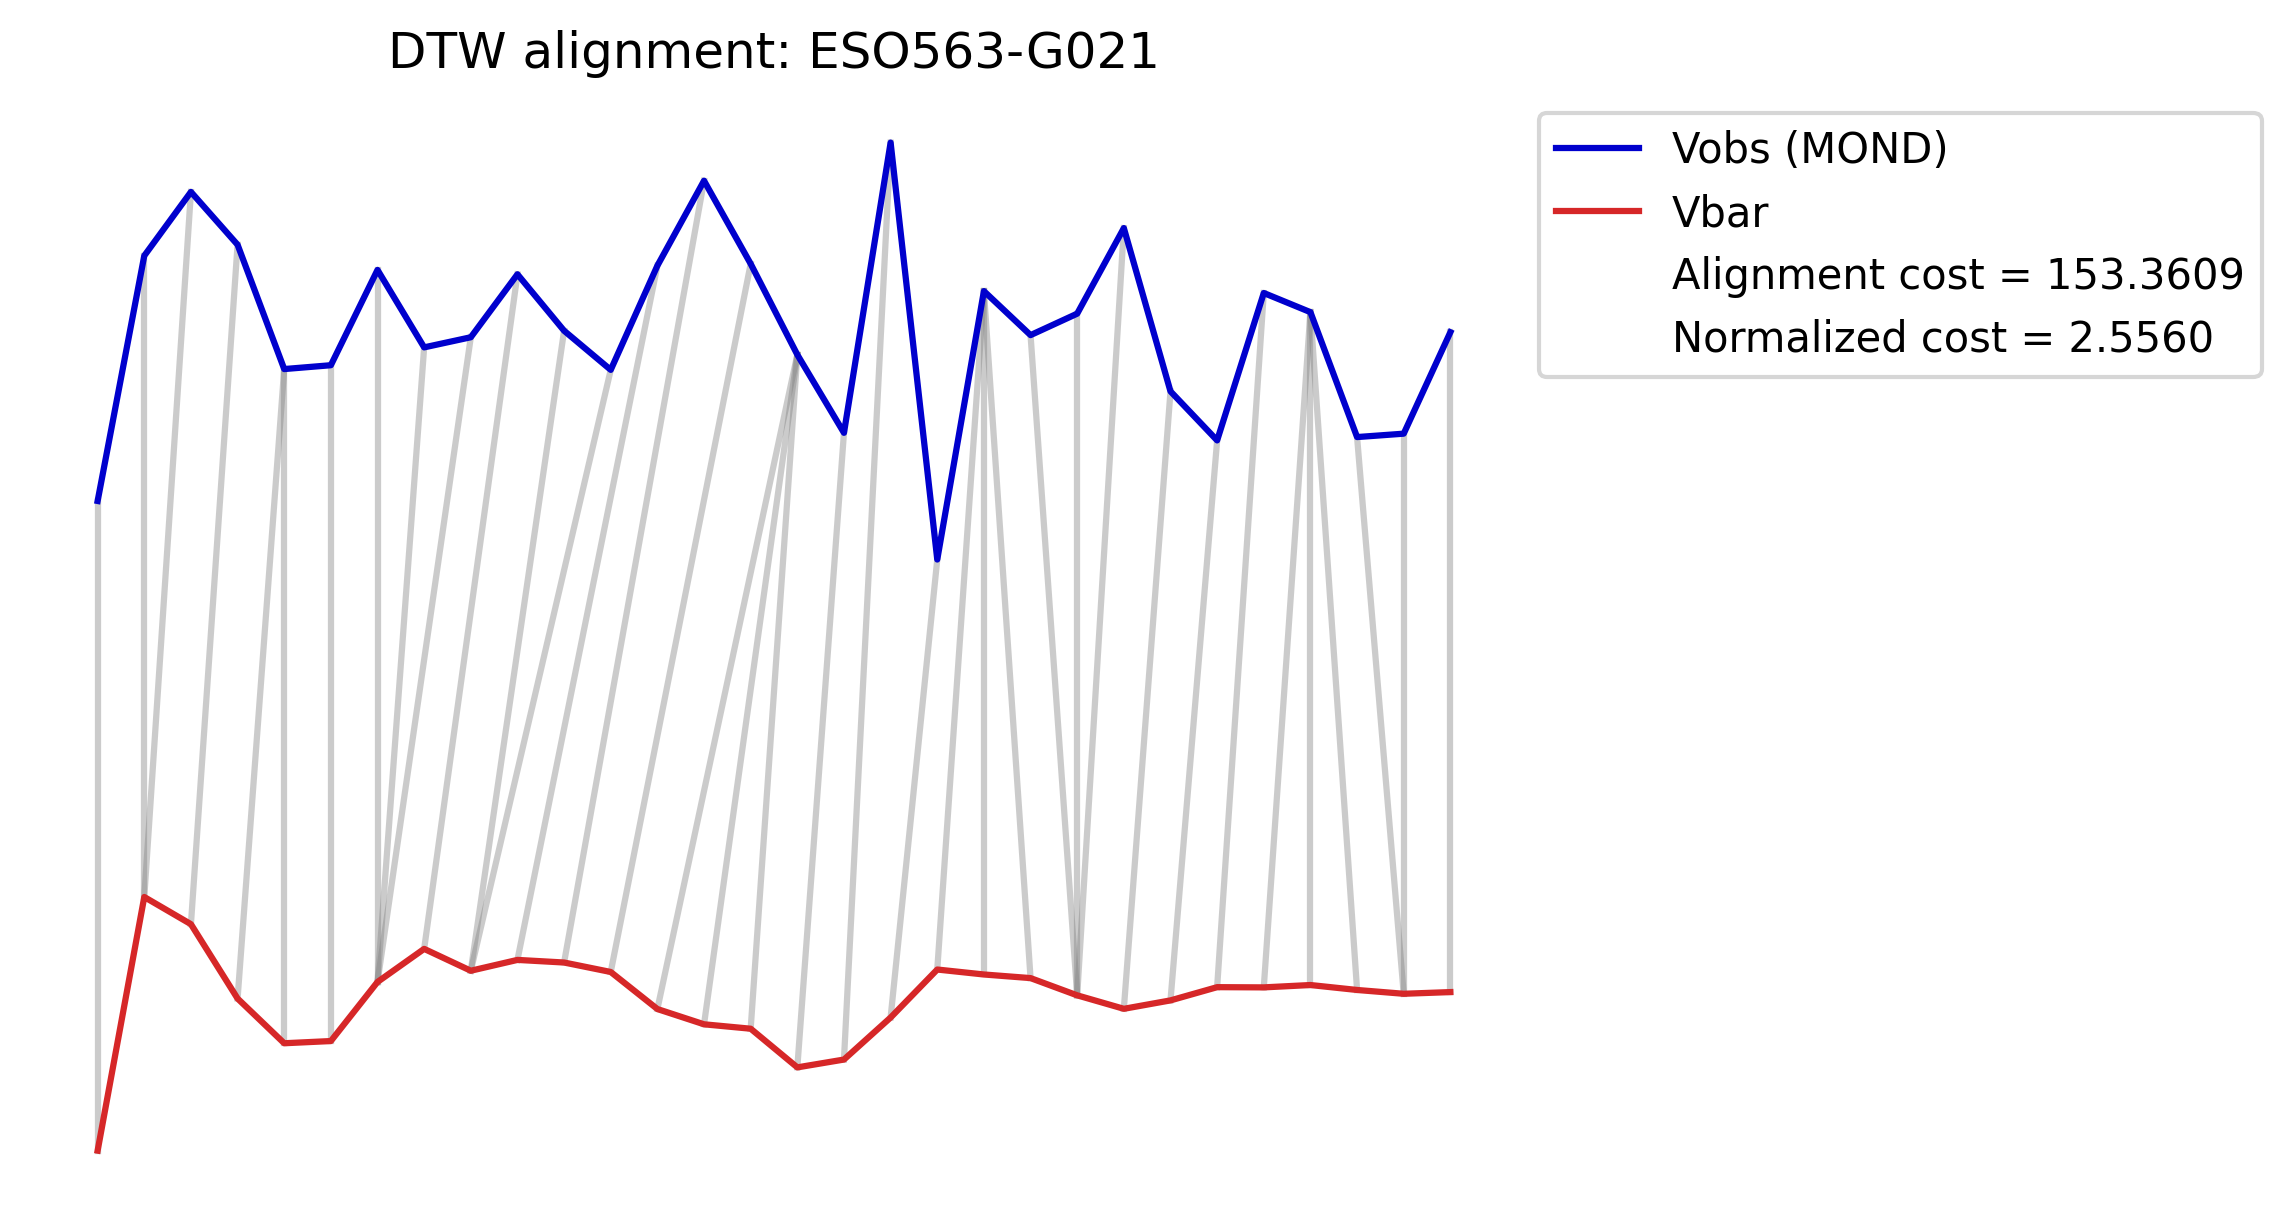 DTW alignment: ESO563-G021
Vobs (MOND)
Vbar
Alignment cost = 153.3609
Normalized cost = 2.5560